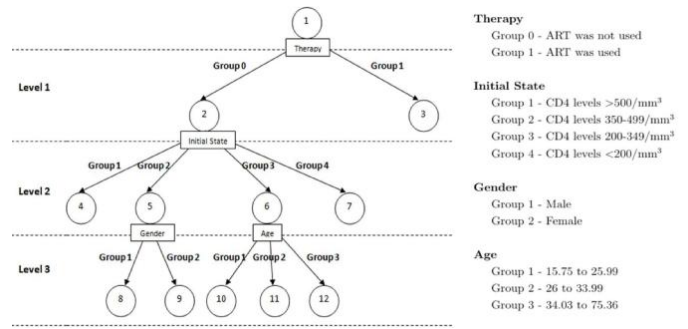 1
Therapy
Group 0
Group 1
Level 1
2
3
Initial State
Group 1
Group 2
Group 3
Group 4
Level 2
4
5
6
7
Gender
Age
Group 1
Group 2
Group 1
Group 2
Group 3
Level 3
8
9
10
11
12
Therapy
Group 0 - ART was not used
Group 1 - ART was used
Initial State
Group 1 - CD4 levels >500/mm³
Group 2 - CD4 levels 350-499/mm³
Group 3 - CD4 levels 200-349/mm³
Group 4 - CD4 levels <200/mm³
Gender
Group 1 - Male
Group 2 - Female
Age
Group 1 - 15.75 to 25.99
Group 2 - 26 to 33.99
Group 3 - 34.03 to 75.36